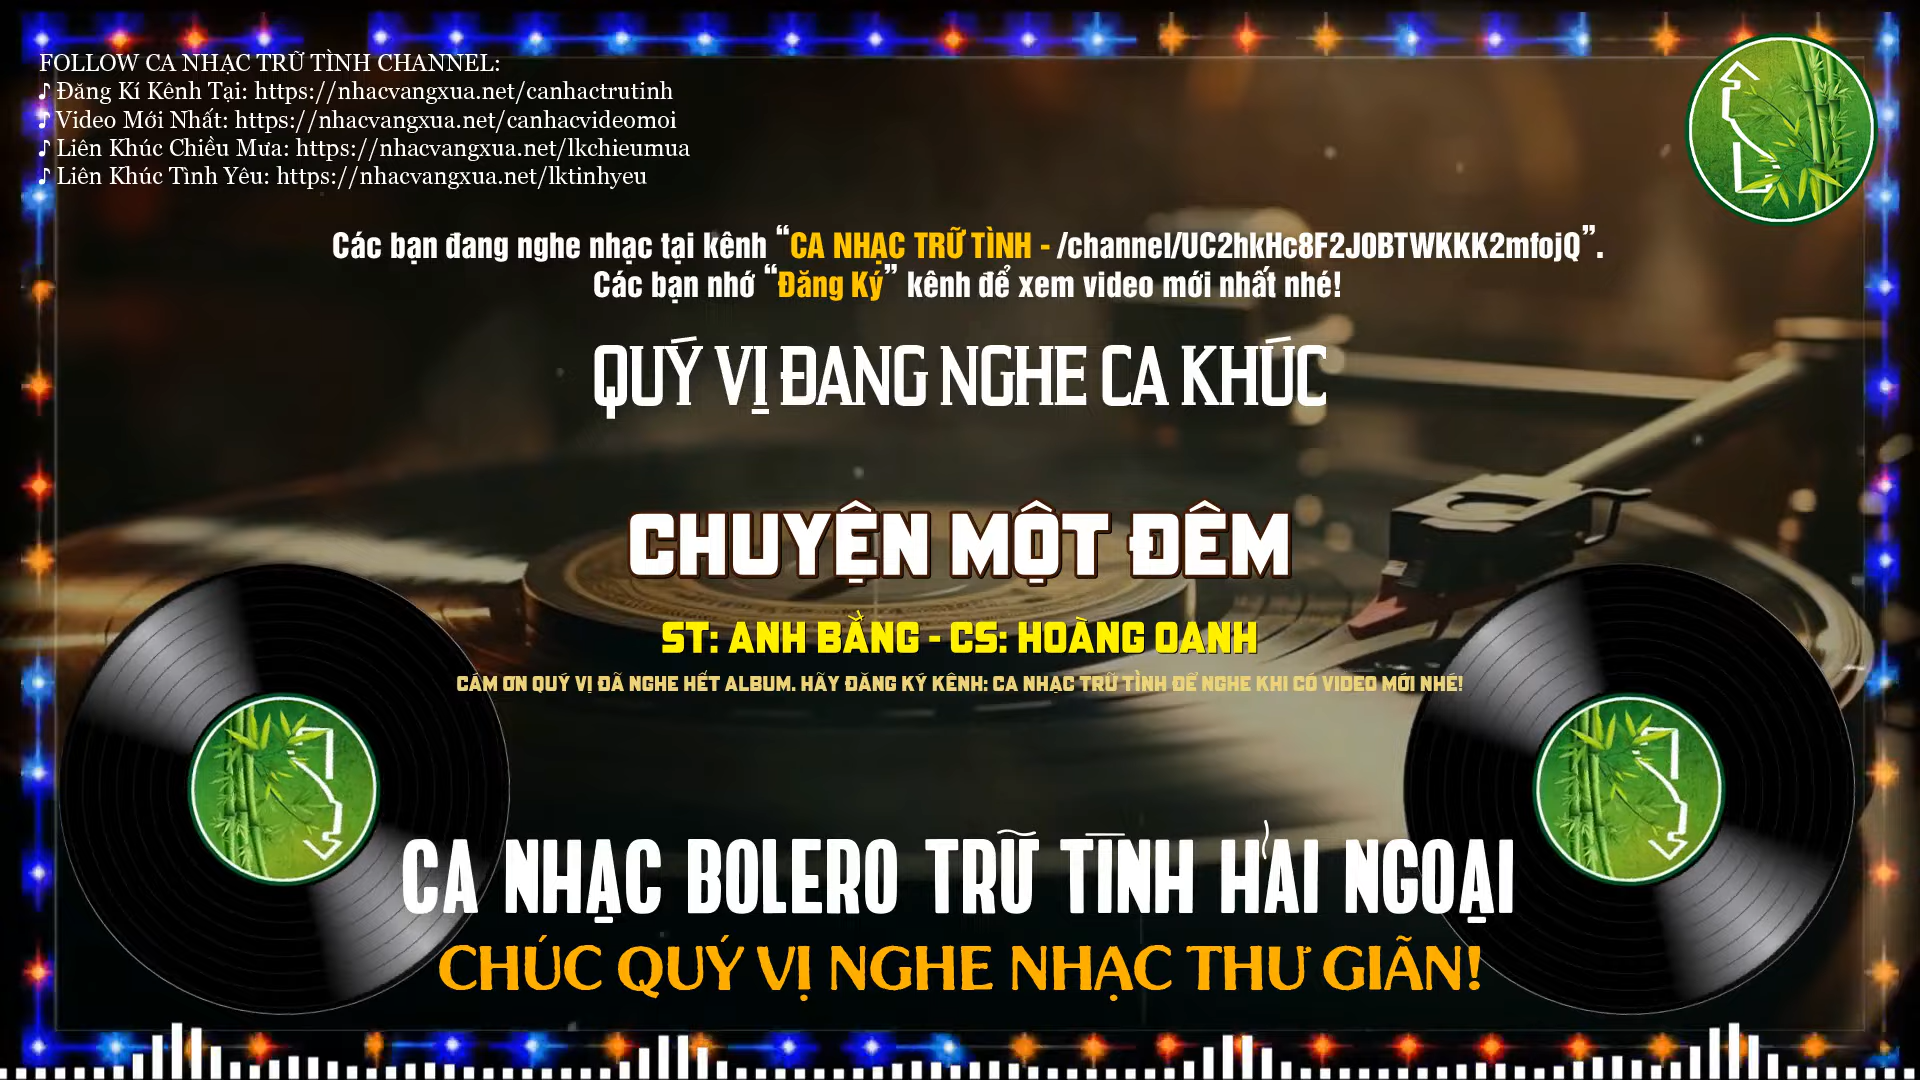 FOLLOW CA NHẠC TRỮ TÌNH CHANNEL:
♪ Đăng Kí Kênh Tại: https://nhacvangxua.net/canhactrutinh
♪ Video Mới Nhất: https://nhacvangxua.net/canhacvideomoi
♪ Liên Khúc Chiều Mưa: https://nhacvangxua.net/lkchieumua
♪ Liên Khúc Tình Yêu: https://nhacvangxua.net/lktinhyeu
Các bạn đang nghe nhạc tại kênh “CA NHẠC TRỮ TÌNH - /channel/UC2hkHc8F2J0BTWKKK2mfojQ”.
Các bạn nhớ “Đăng Ký” kênh để xem video mới nhất nhé!
QUÝ VỊ ĐANG NGHE CA KHÚC
CHUYỆN MỘT ĐÊM
ST: ANH BẰNG - CS: HOÀNG OANH
CẢM ƠN QUÝ VỊ ĐÃ NGHE HẾT ALBUM. HÃY ĐĂNG KÝ KÊNH: CA NHẠC TRỮ TÌNH ĐỂ NGHE KHI CÓ VIDEO MỚI NHÉ!
CA NHẠC BOLERO TRỮ TÌNH HẢI NGOẠI
CHÚC QUÝ VỊ NGHE NHẠC THƯ GIÃN!